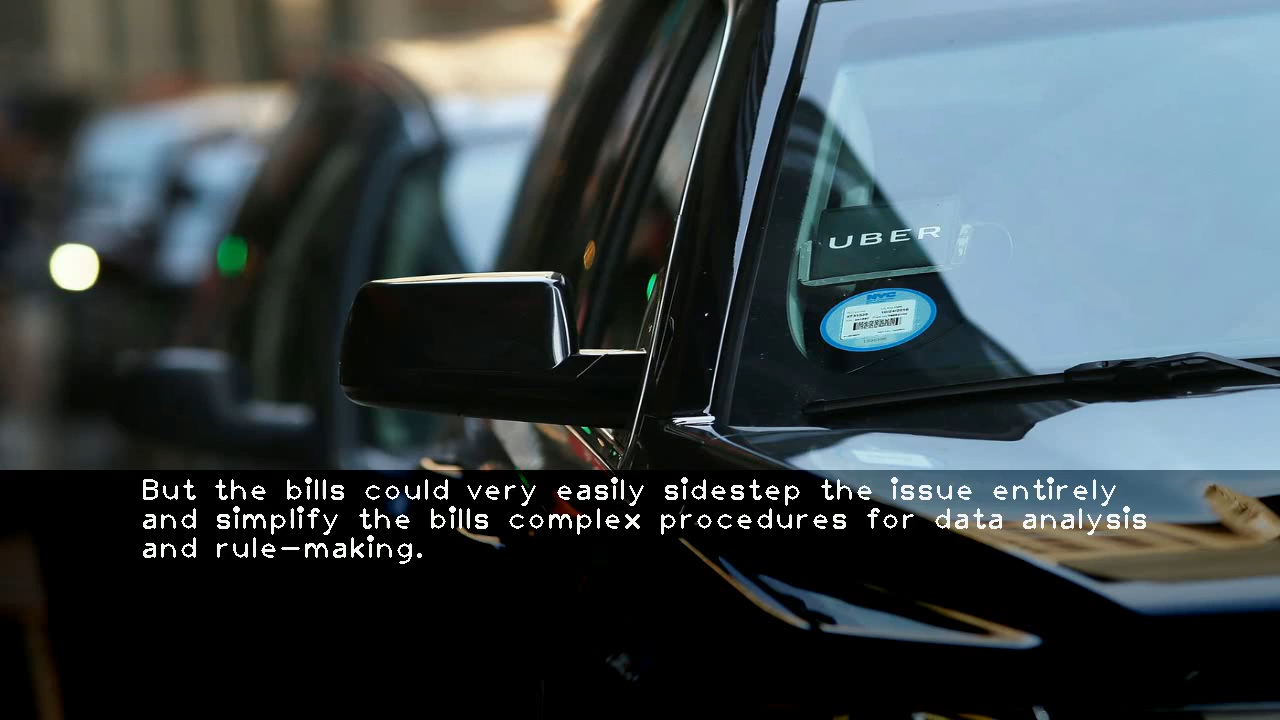 UBER
NYC
But the bills could very easily sidestep the issue entirely
and simplify the bills complex procedures for data analysis
and rule-making.